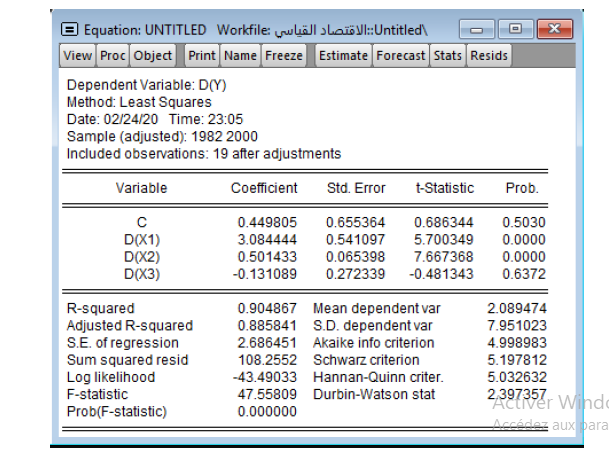 Equation: UNTITLED Workfile: الاقتصاد القياسي::Untitled\
View Proc Object Print Name Freeze Estimate Forecast Stats Resids
Dependent Variable: D(Y)
Method: Least Squares
Date: 02/24/20 Time: 23:05
Sample (adjusted): 1982 2000
Included observations: 19 after adjustments
Variable Coefficient Std. Error t-Statistic Prob.
C 0.449805 0.655364 0.686344 0.5030
D(X1) 3.084444 0.541097 5.700349 0.0000
D(X2) 0.501433 0.065398 7.667368 0.0000
D(X3) -0.131089 0.272339 -0.481343 0.6372
R-squared 0.904867 Mean dependent var 2.089474
Adjusted R-squared 0.885841 S.D. dependent var 7.951023
S.E. of regression 2.686451 Akaike info criterion 4.998983
Sum squared resid 108.2552 Schwarz criterion 5.197812
Log likelihood -43.49033 Hannan-Quinn criter. 5.032632
F-statistic 47.55809 Durbin-Watson stat 2.397357
Prob(F-statistic) 0.000000
Activer Windo
Accédez aux para